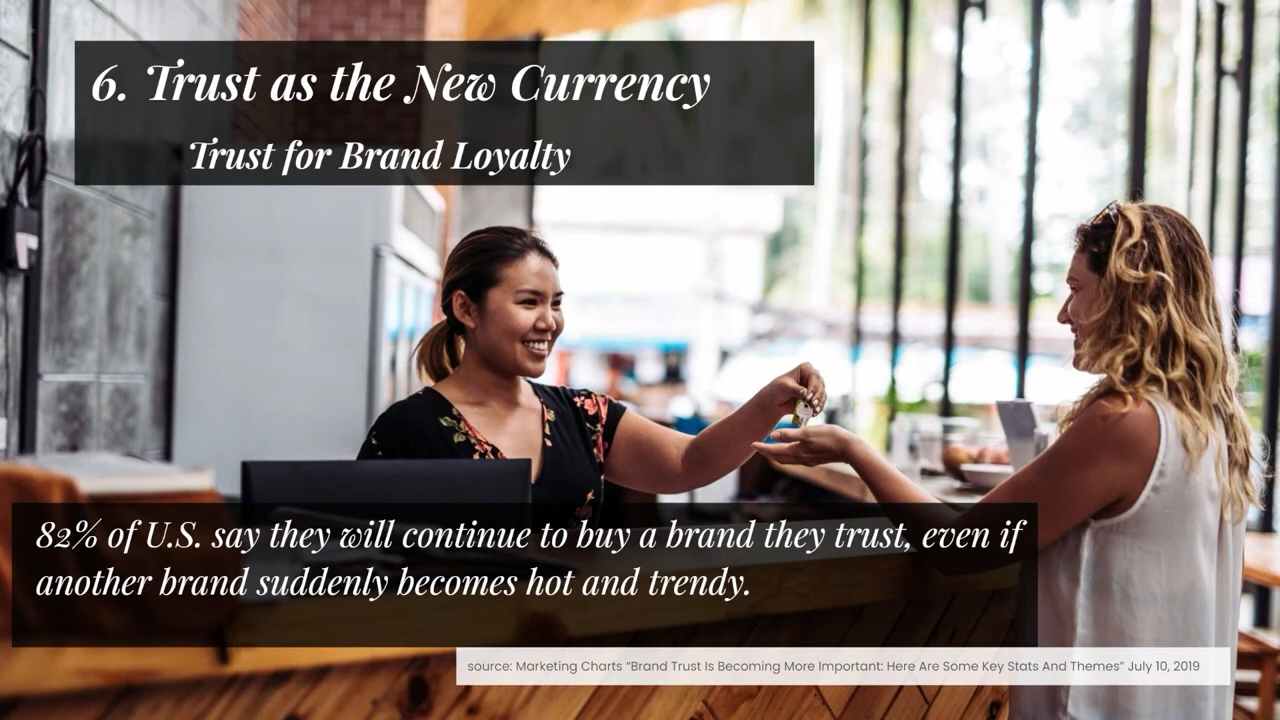 6. Trust as the New Currency
Trust for Brand Loyalty
82% of U.S. say they will continue to buy a brand they trust, even if
another brand suddenly becomes hot and trendy.
source: Marketing Charts “Brand Trust Is Becoming More Important: Here Are Some Key Stats And Themes” July 10, 2019